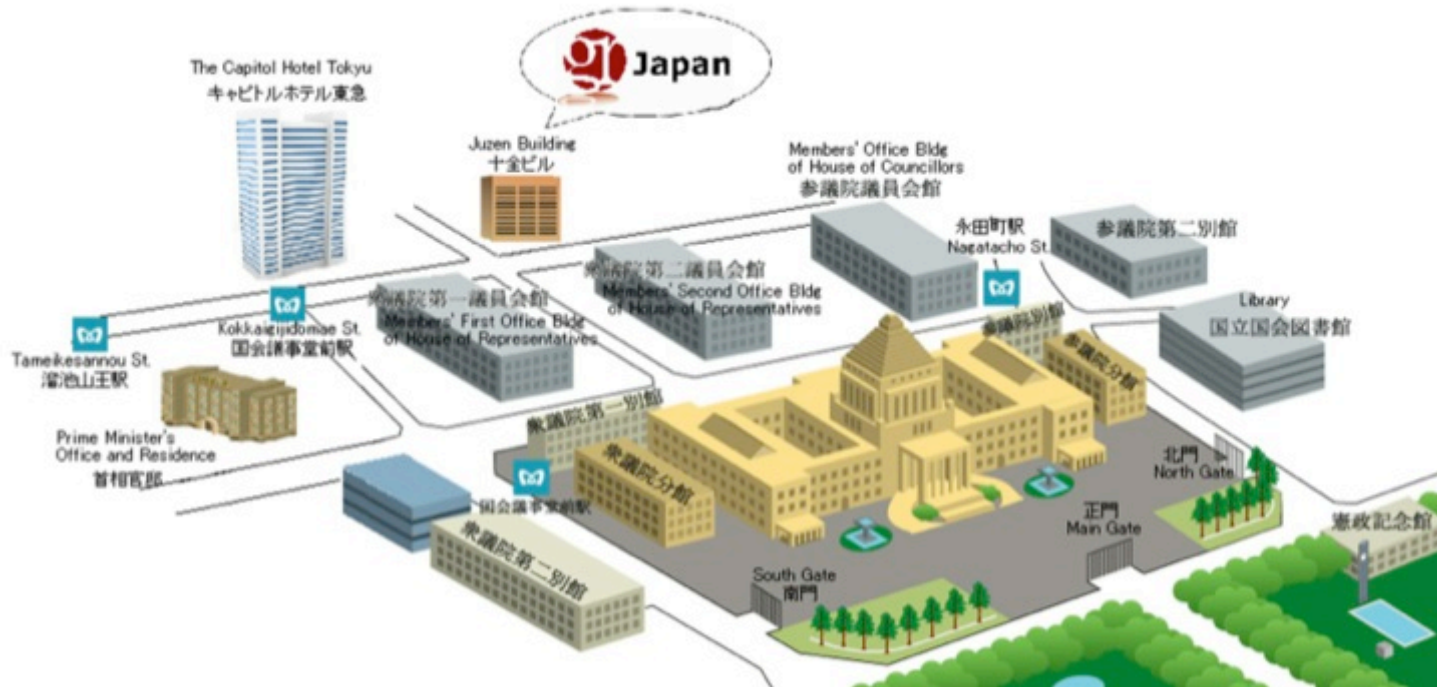 The Capitol Hotel Tokyu
キャピトルホテル東急
gr Japan
Juzen Building
十全ビル
Members' Office Bldg
of House of Councillors
参議院議員会館
永田町駅
Nagatacho St.
参議院第二別館
衆議院第二議員会館
Members' Second Office Bldg
of House of Representatives
衆議院第一議員会館
Members' First Office Bldg
of House of Representatives
Kokkaigijidomae St.
国会議事堂前駅
Tameikesannou St.
溜池山王駅
Library
国立国会図書館
参議院別館
参議院分館
Prime Minister's
Office and Residence
首相官邸
衆議院第一別館
衆議院分館
国会議事堂前駅
衆議院第二別館
北門
North Gate
正門
Main Gate
South Gate
南門
憲政記念館